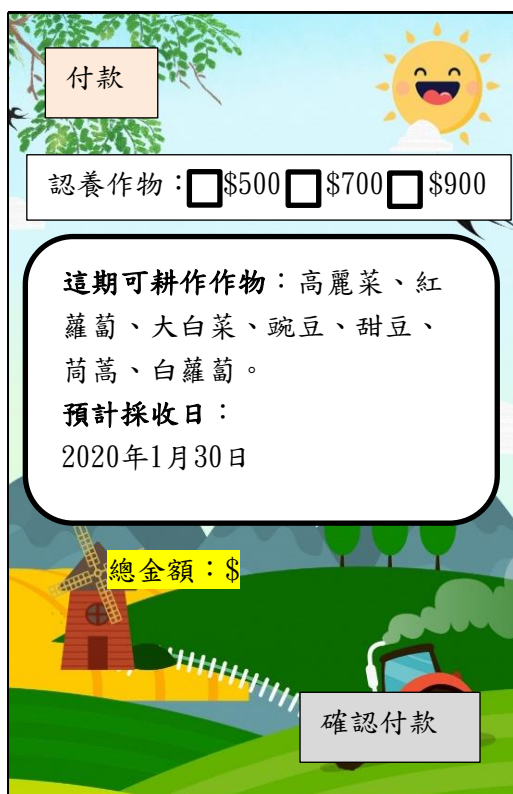 付款
認養作物：□$500□$700□$900
這期可耕作作物：高麗菜、紅
蘿蔔、大白菜、豌豆、甜豆、
茼蒿、白蘿蔔。
預計採收日：
2020年1月30日
總金額：$
確認付款